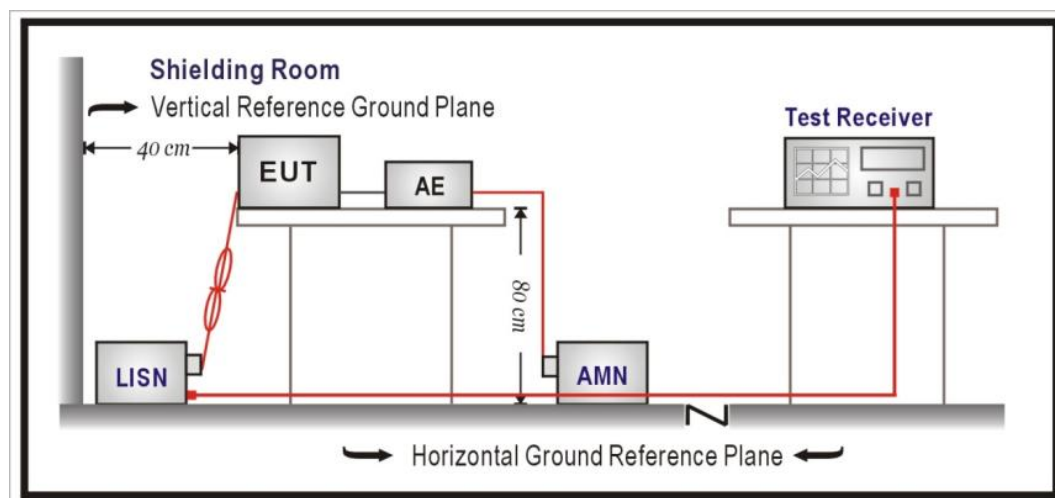 Shielding Room
Vertical Reference Ground Plane
40 cm
EUT
AE
Test Receiver
80 cm
LISN
AMN
Horizontal Ground Reference Plane